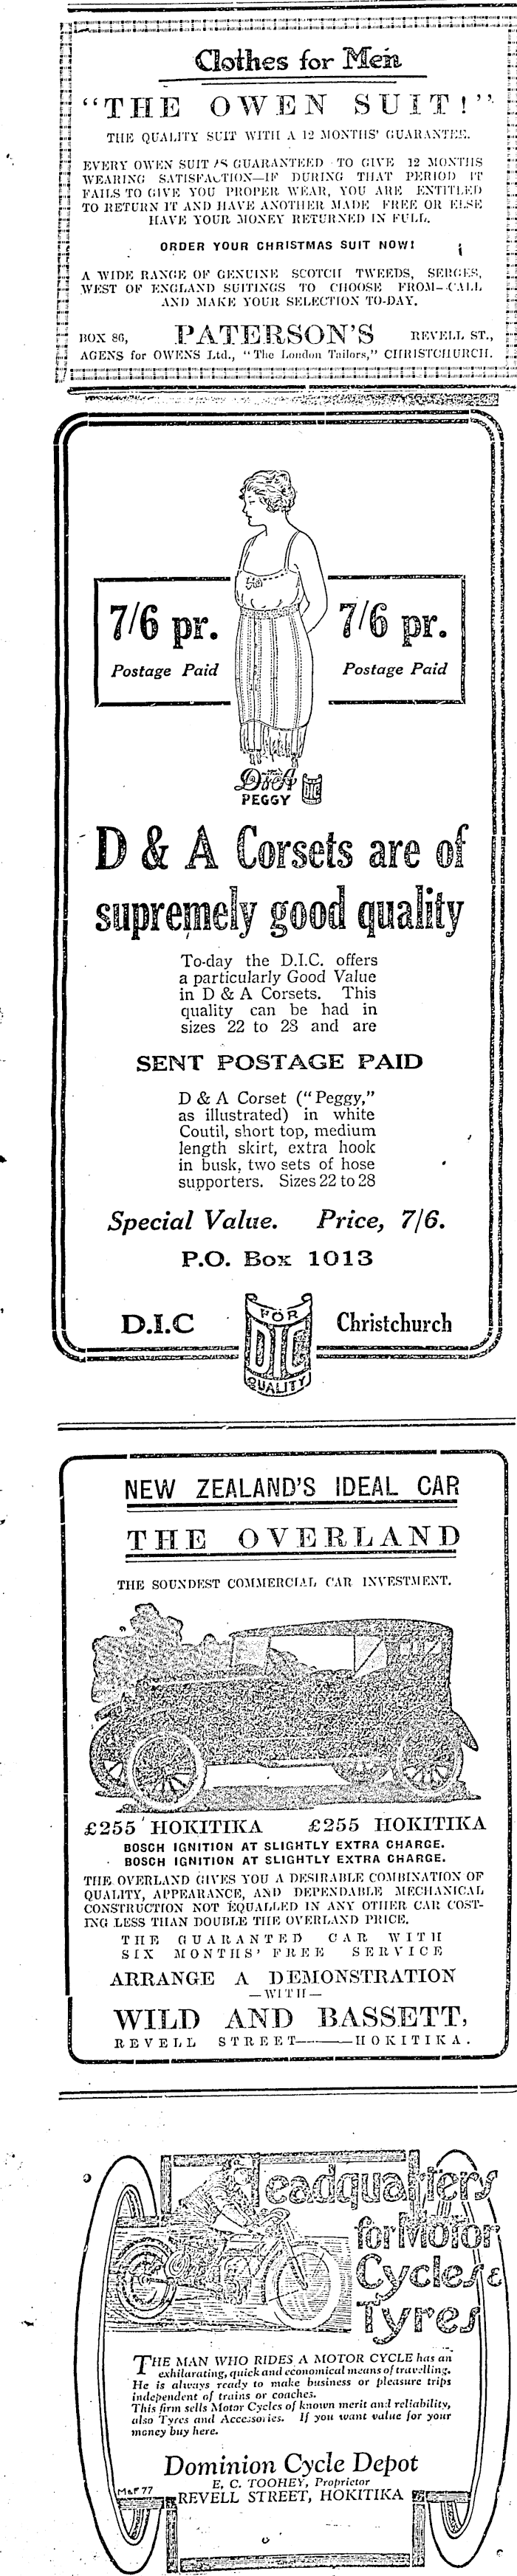 Clothes for Men
"THE OWEN SUIT!"
THE QUALITY SUIT WITH A 12 MONTHS' GUARANTEE.
EVERY OWEN SUIT IS GUARANTEED TO GIVE 12 MONTHS
WEARING SATISFACTION—IF DURING THAT PERIOD IT
FAILS TO GIVE YOU PROPER WEAR, YOU ARE ENTITLED
TO RETURN IT AND HAVE ANOTHER MADE FREE OR ELSE
HAVE YOUR MONEY RETURNED IN FULL.
ORDER YOUR CHRISTMAS SUIT NOW!
A WIDE RANGE OF GENUINE SCOTCH TWEEDS, SERGES,
WEST OF ENGLAND SUITINGS TO CHOOSE FROM—CALL
AND MAKE YOUR SELECTION TO-DAY.
BOX 86, PATERSON'S REVELL ST.,
AGENS for OWENS Ltd., "The London Tailors," CHRISTCHURCH.
7/6 pr. 7/6 pr.
Postage Paid Postage Paid
D&A
PEGGY DIC
D & A Corsets are of
supremely good quality
To-day the D.I.C. offers
a particularly Good Value
in D & A Corsets. This
quality can be had in
sizes 22 to 28 and are
SENT POSTAGE PAID
D & A Corset ("Peggy,"
as illustrated) in white
Coutil, short top, medium
length skirt, extra hook
in busk, two sets of hose
supporters. Sizes 22 to 28
Special Value. Price, 7/6.
P.O. Box 1013
D.I.C FOR DIC QUALITY Christchurch
NEW ZEALAND'S IDEAL CAR
THE OVERLAND
THE SOUNDEST COMMERCIAL CAR INVESTMENT.
£255 HOKITIKA £255 HOKITIKA
BOSCH IGNITION AT SLIGHTLY EXTRA CHARGE.
BOSCH IGNITION AT SLIGHTLY EXTRA CHARGE.
THE OVERLAND GIVES YOU A DESIRABLE COMBINATION OF
QUALITY, APPEARANCE, AND DEPENDABLE MECHANICAL
CONSTRUCTION NOT EQUALLED IN ANY OTHER CAR COST-
ING LESS THAN DOUBLE THE OVERLAND PRICE.
THE GUARANTED CAR WITH
SIX MONTHS' FREE SERVICE
ARRANGE A DEMONSTRATION
—WITH—
WILD AND BASSETT,
REVELL STREET———HOKITIKA.
Headquarters
for Motor
Cycles &
Tyres
THE MAN WHO RIDES A MOTOR CYCLE has an
exhilarating, quick and economical means of travelling.
He is always ready to make business or pleasure trips
independent of trains or coaches.
This firm sells Motor Cycles of known merit and reliability,
also Tyres and Accessories. If you want value for your
money buy here.
Dominion Cycle Depot
E. C. TOOHEY, Proprietor
M&F 77
REVELL STREET, HOKITIKA